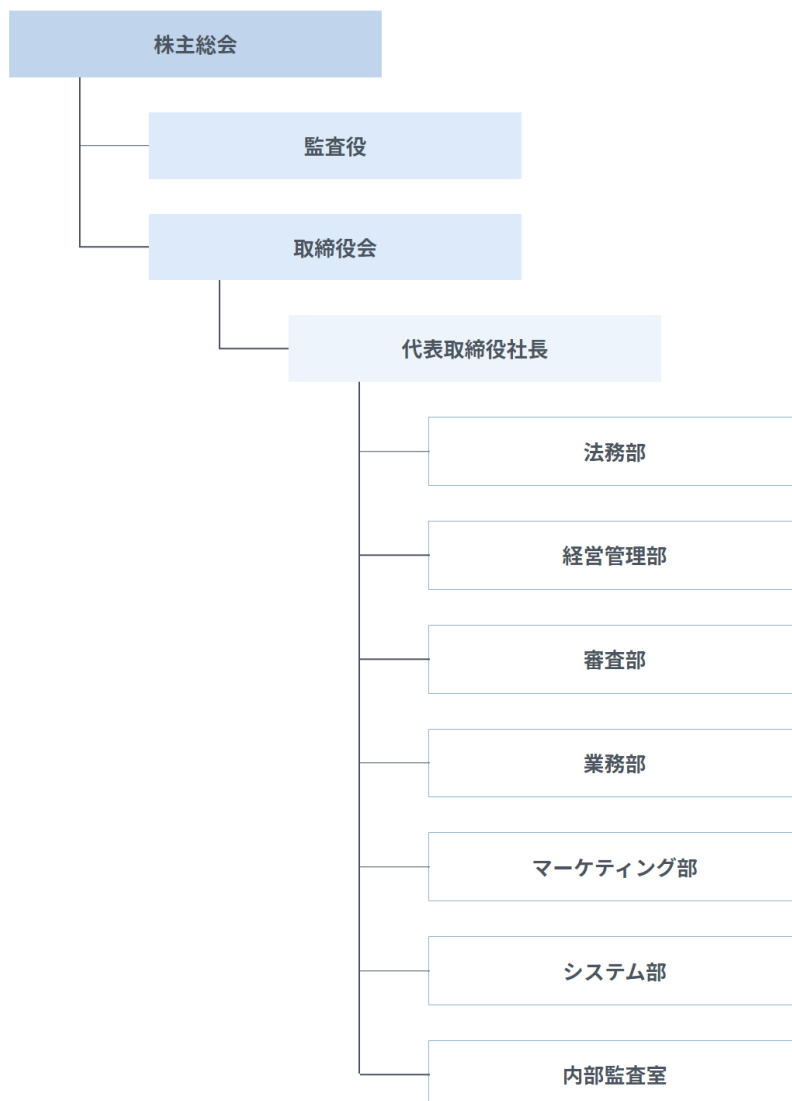 株主総会
監査役
取締役会
代表取締役社長
法務部
経営管理部
審査部
業務部
マーケティング部
システム部
内部監査室